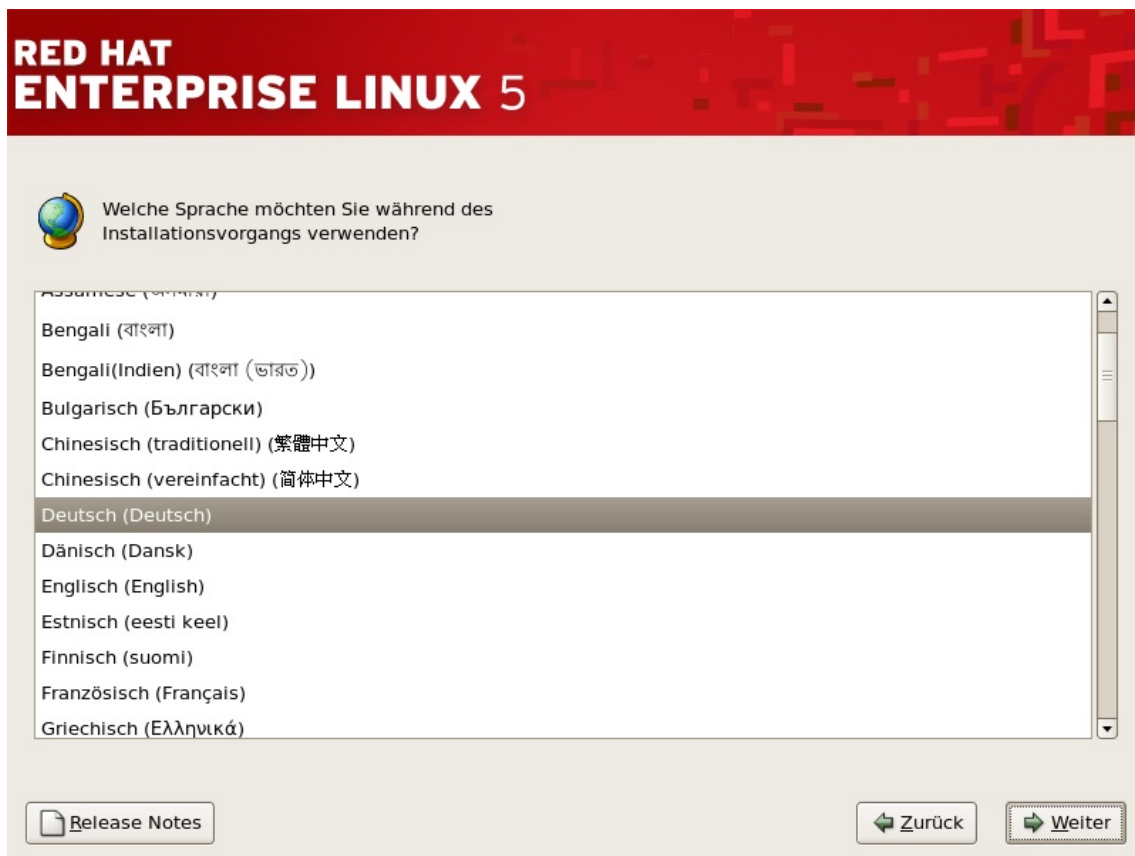 RED HAT
ENTERPRISE LINUX 5
Welche Sprache möchten Sie während des
Installationsvorgangs verwenden?
Bengali (বাংলা)
Bengali(Indien) (বাংলা (ভারত))
Bulgarisch (Български)
Chinesisch (traditionell) (繁體中文)
Chinesisch (vereinfacht) (简体中文)
Deutsch (Deutsch)
Dänisch (Dansk)
Englisch (English)
Estnisch (eesti keel)
Finnisch (suomi)
Französisch (Français)
Griechisch (Ελληνικά)
Release Notes
Zurück
Weiter